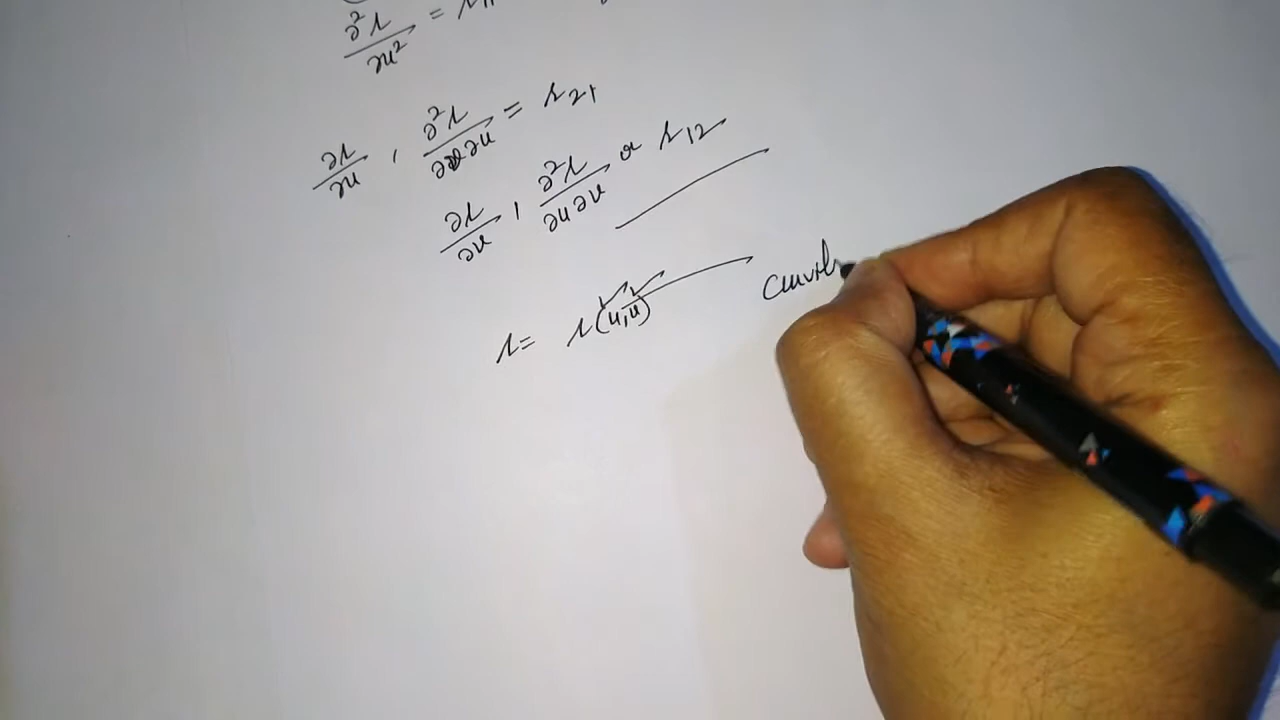 ∂²r/∂u² = r₁₁
∂r/∂u , ∂²r/∂v∂u = r₂₁
∂r/∂v , ∂²r/∂u∂v or r₁₂
r = r(u,v)